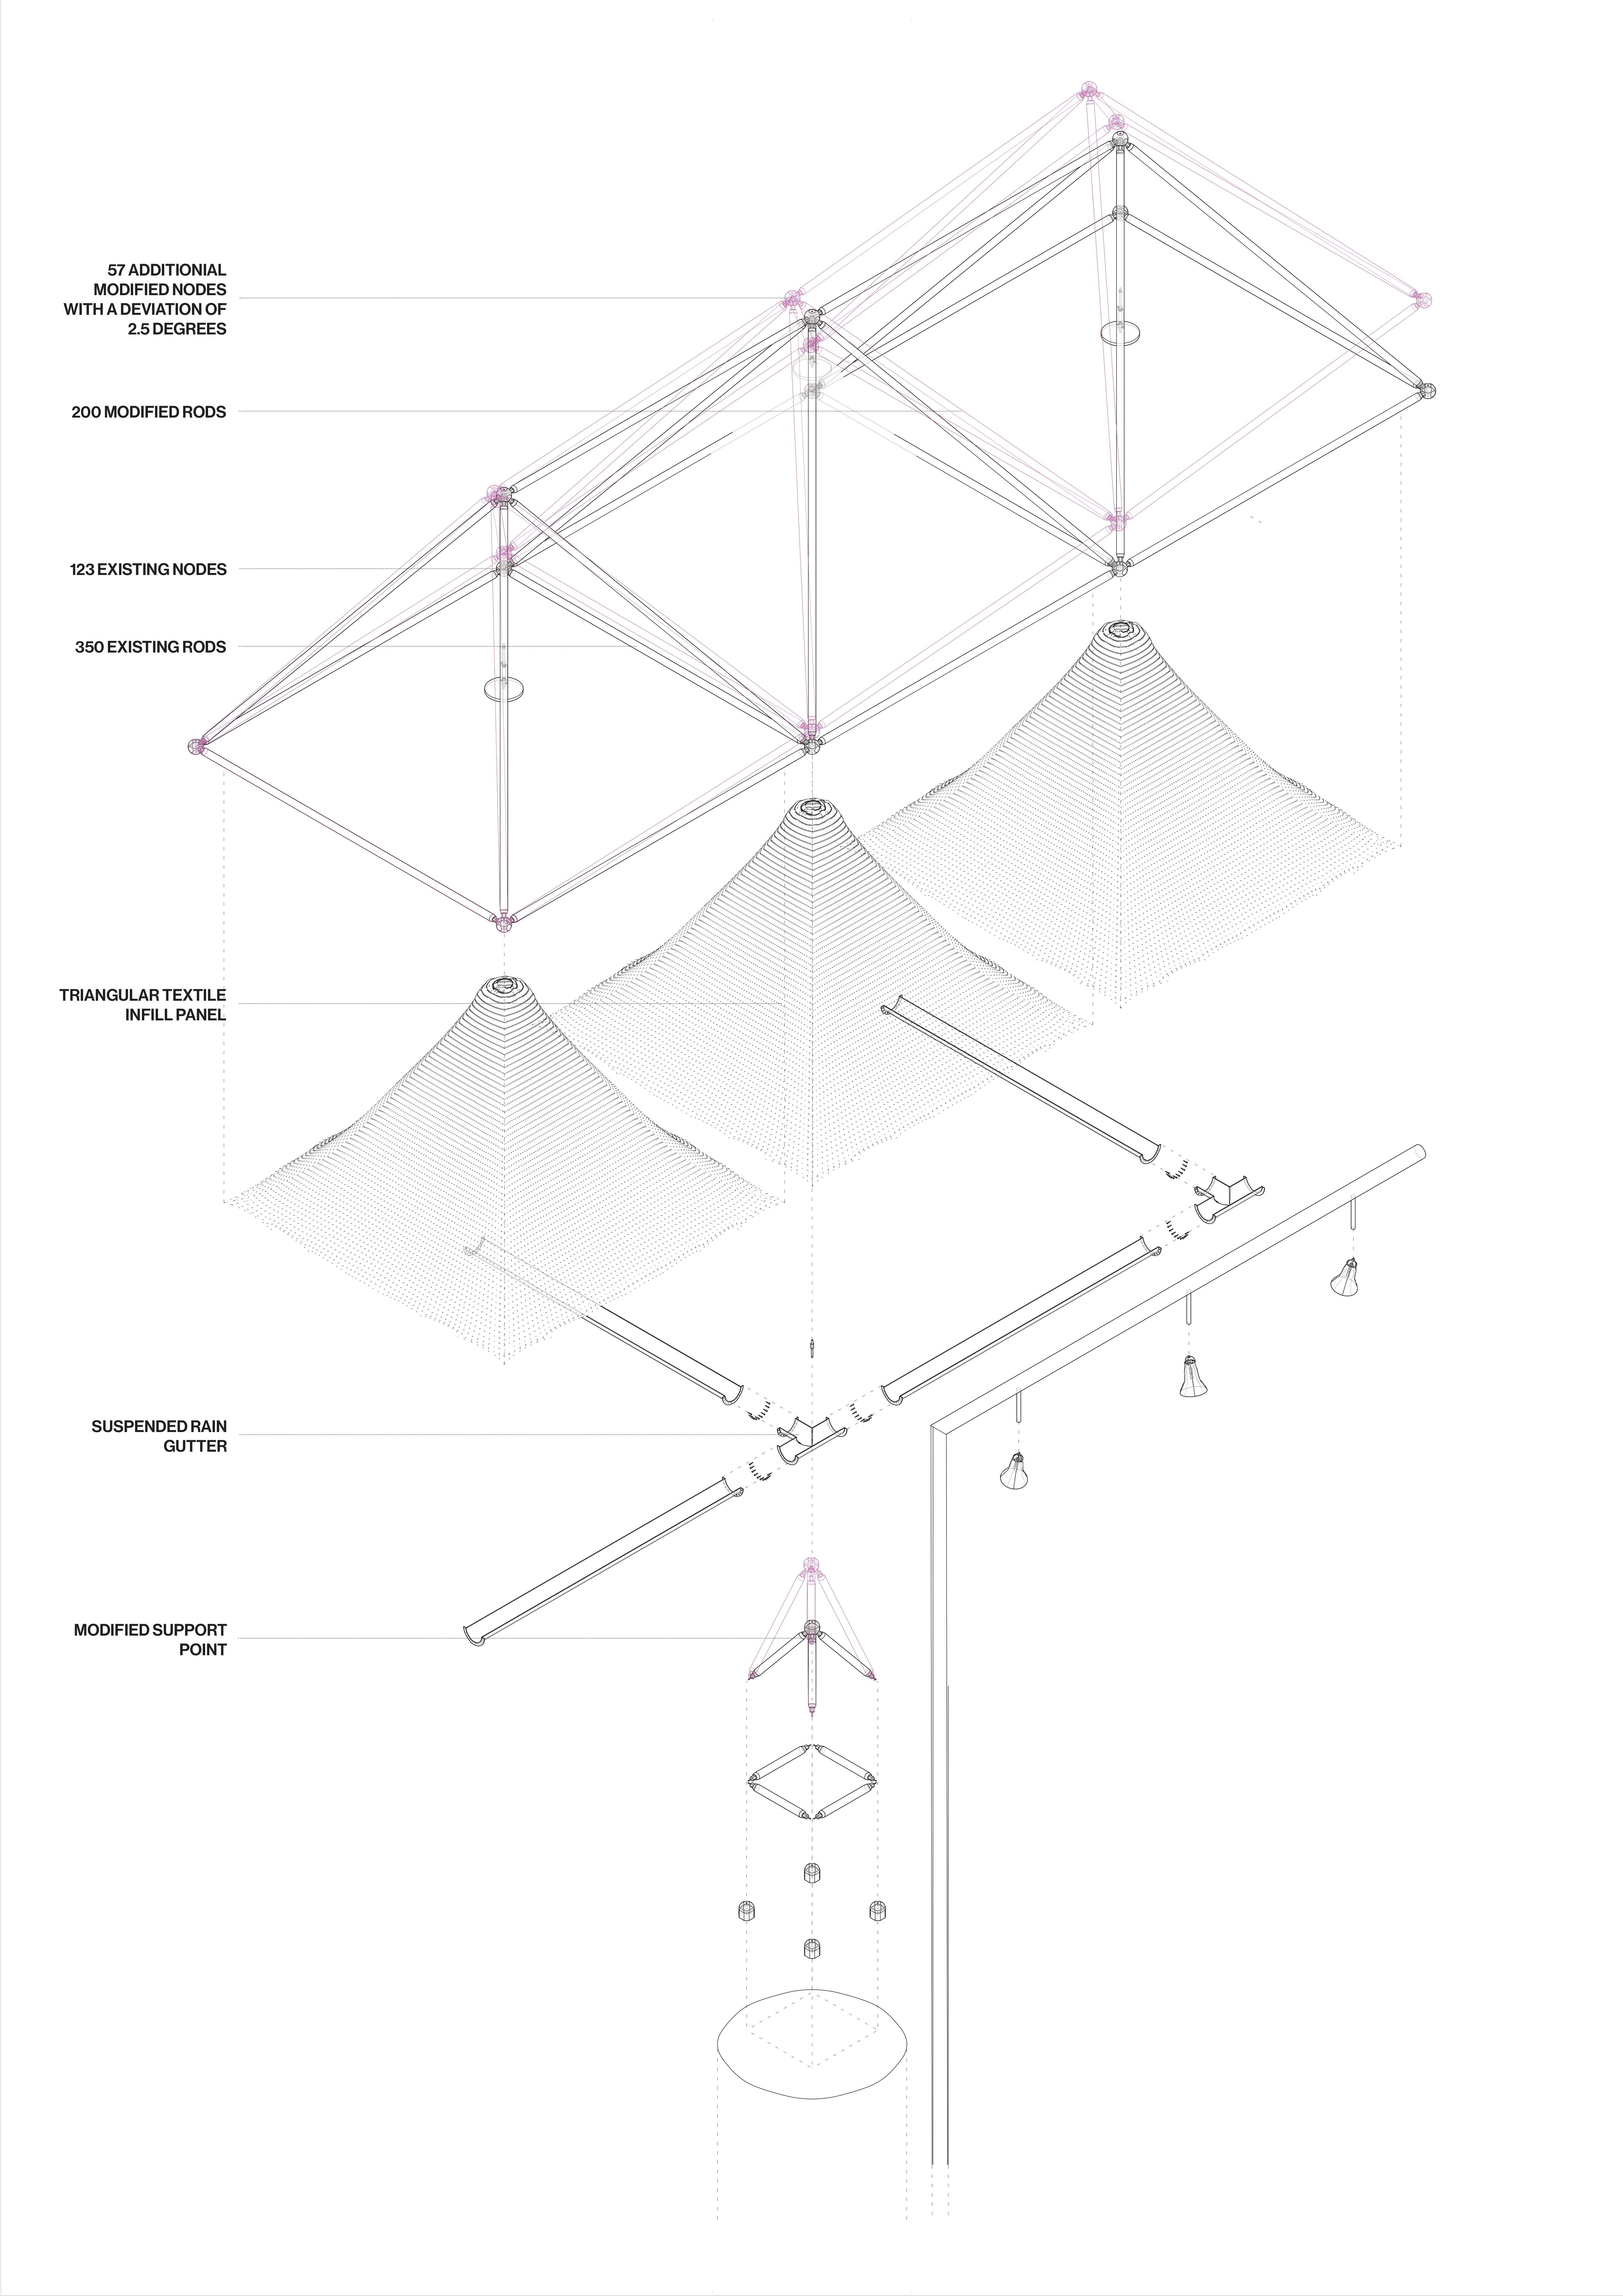 57 ADDITIONIAL
MODIFIED NODES
WITH A DEVIATION OF
2.5 DEGREES
200 MODIFIED RODS
123 EXISTING NODES
350 EXISTING RODS
TRIANGULAR TEXTILE
INFILL PANEL
SUSPENDED RAIN
GUTTER
MODIFIED SUPPORT
POINT